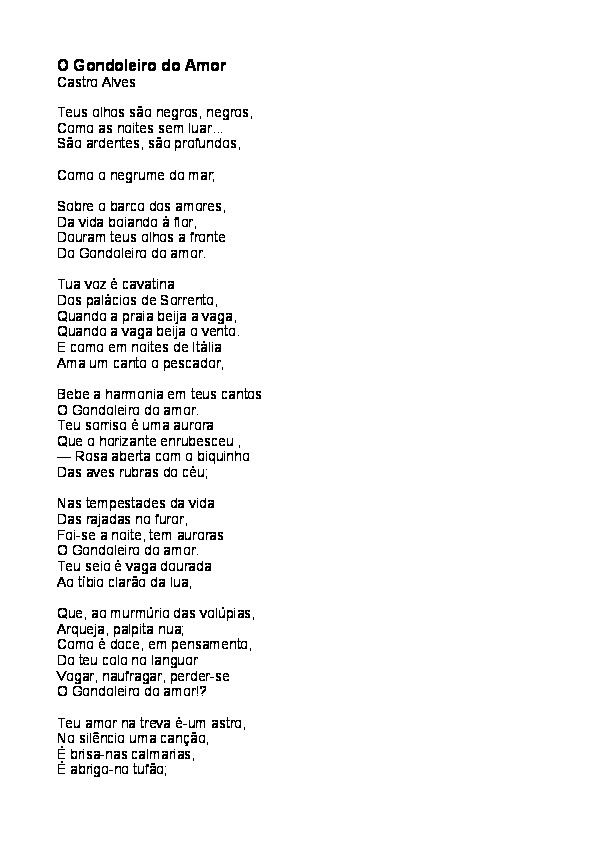 O Gondoleiro do Amor
Castro Alves
Teus olhos são negros, negros,
Como as noites sem luar...
São ardentes, são profundos,
Como o negrume do mar;
Sobre o barco dos amores,
Da vida boiando à flor,
Douram teus olhos a fronte
Do Gondoleiro do amor.
Tua voz é cavatina
Dos palácios de Sorrento,
Quando a praia beija a vaga,
Quando a vaga beija o vento.
E como em noites de Itália
Ama um canto o pescador,
Bebe a harmonia em teus cantos
O Gondoleiro do amor.
Teu sorriso é uma aurora
Que o horizonte enrubesceu ,
— Rosa aberta com o biquinho
Das aves rubras do céu;
Nas tempestades da vida
Das rajadas no furor,
Foi-se a noite, tem auroras
O Gondoleiro do amor.
Teu seio é vaga dourada
Ao tíbio clarão da lua,
Que, ao murmúrio das volúpias,
Arqueja, palpita nua;
Como é doce, em pensamento,
Do teu colo no languor
Vogar, naufragar, perder-se
O Gondoleiro do amor!?
Teu amor na treva é-um astro,
No silêncio uma canção,
É brisa-nas calmarias,
É abrigo-no tufão;